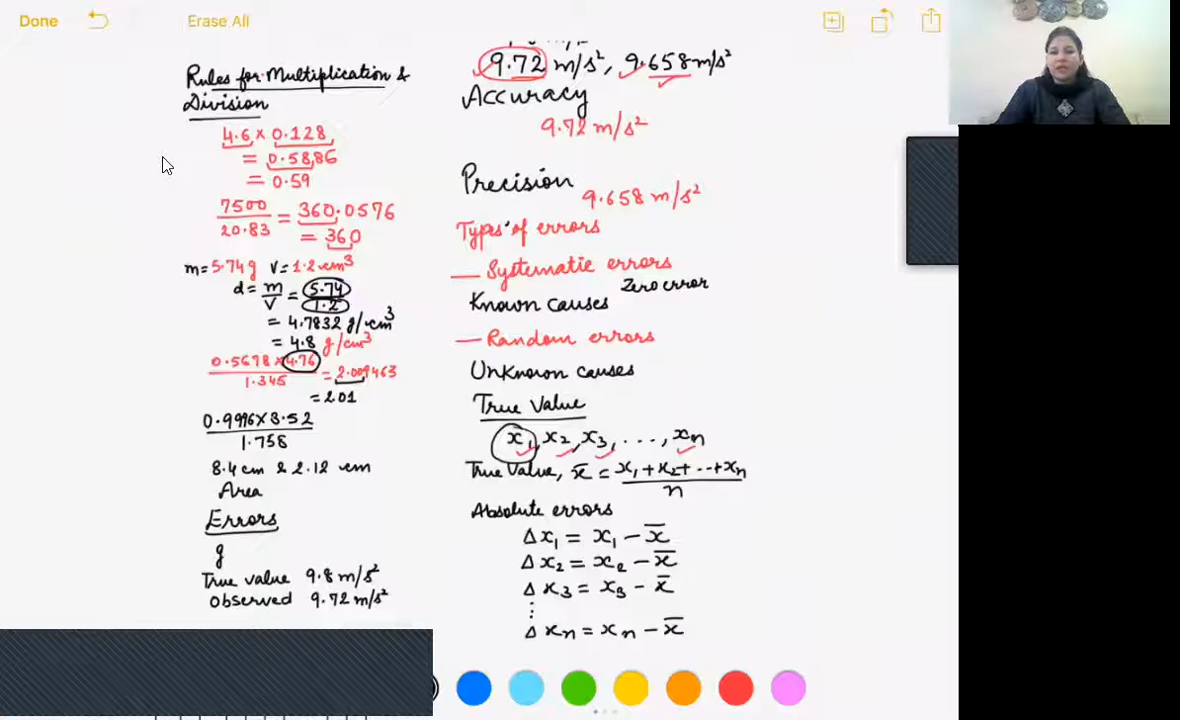 Done
Erase All
Rules for Multiplication &
Division
4.6 × 0.128
= 0.5886
= 0.59
7500
20.83
= 360.0576
= 360
m = 5.74 g V = 1.2 cm³
d = m/V = 5.74/1.2
= 4.7832 g/cm³
= 4.8 g/cm³
0.5678 × 4.76
1.345
= 2.009463
= 2.01
0.9996 × 3.52
1.758
8.4 cm & 2.12 cm
Area
Errors
g
True value 9.8 m/s²
Observed 9.72 m/s²
9.72 m/s², 9.658 m/s²
Accuracy
9.72 m/s²
Precision
9.658 m/s²
Types of errors
— Systematic errors
Zero error
Known causes
— Random errors
Unknown causes
True Value
x₁, x₂, x₃, ..., xn
True Value, x̄ = x₁ + x₂ + ·· + xn
n
Absolute errors
Δx₁ = x₁ − x̄
Δx₂ = x₂ − x̄
Δx₃ = x₃ − x̄
⋮
Δxn = xn − x̄